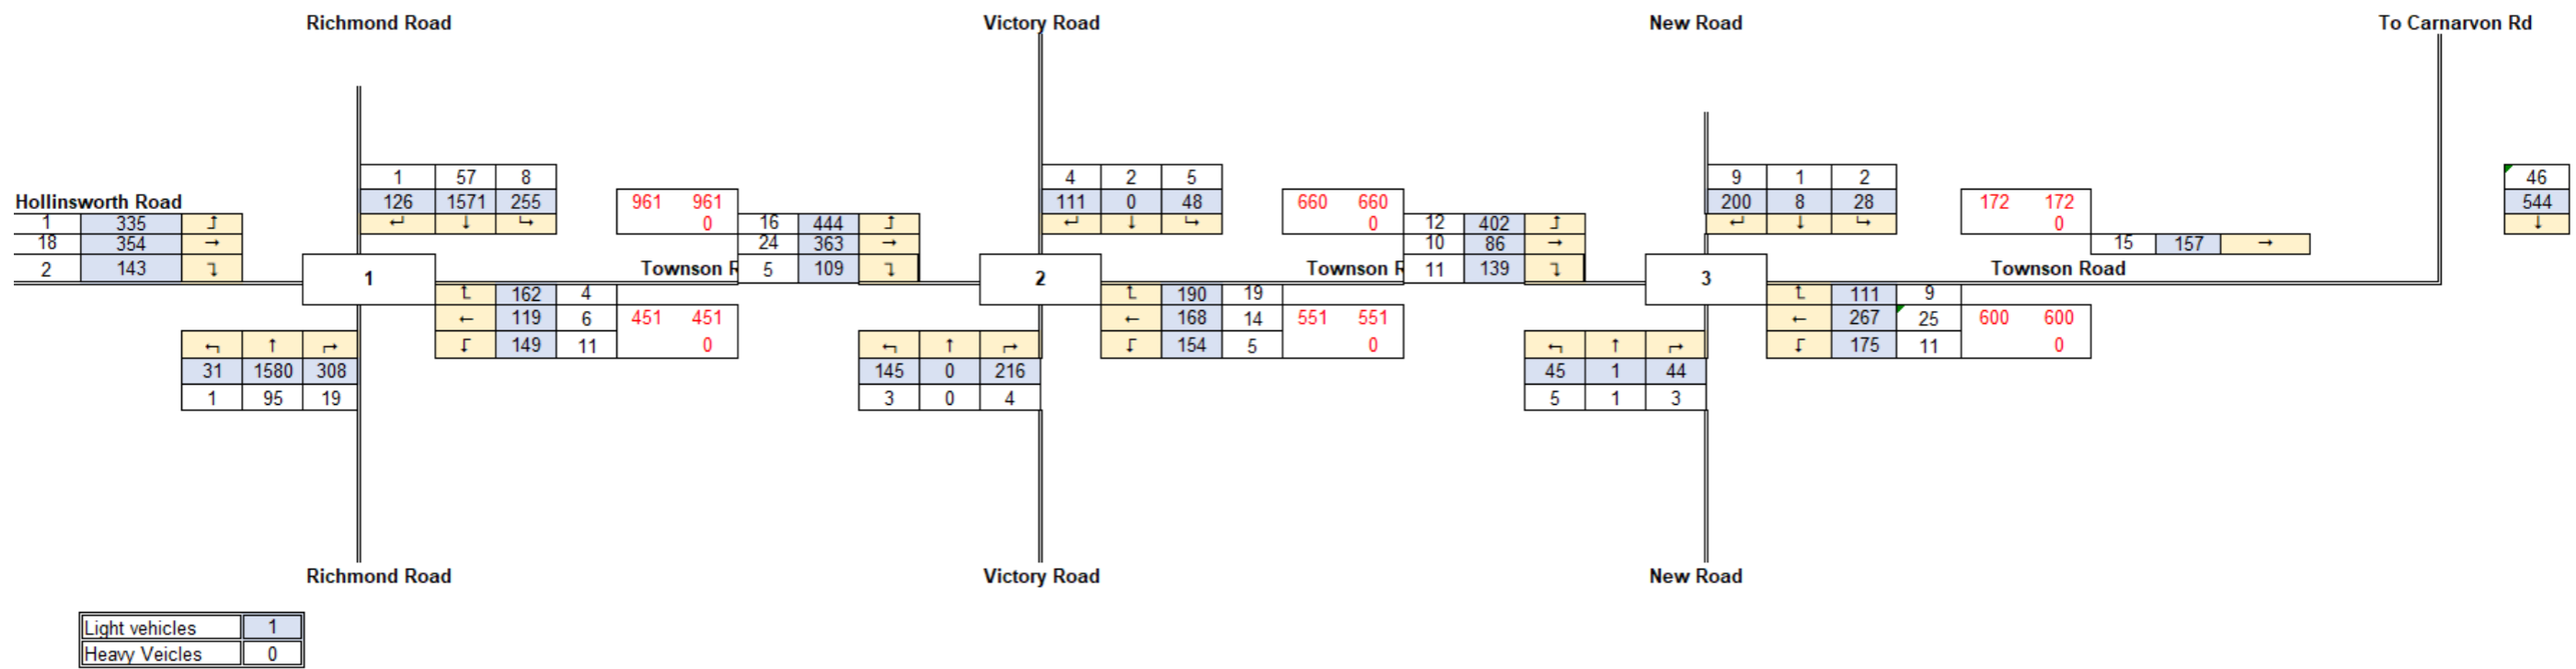 Richmond Road Victory Road New Road To Carnarvon Rd
1 57 8 4 2 5 9 1 2 46
Hollinsworth Road 126 1571 255 961 961 111 0 48 660 660 200 8 28 172 172 544
1 335 ↰ ↵ ↓ ↳ 0 16 444 ↰ ↵ ↓ ↳ 0 12 402 ↰ ↵ ↓ ↳ 0 ↓
18 354 → 24 363 → 10 86 → 15 157 →
2 143 ↴ 1 Townson R 5 109 ↴ 2 Townson R 11 139 ↴ 3 Townson Road
↳ 162 4 ↳ 190 19 ↳ 111 9
← 119 6 451 451 ← 168 14 551 551 ← 267 25 600 600
↰ ↑ ↱ ↲ 149 11 0 ↰ ↑ ↱ ↲ 154 5 0 ↰ ↑ ↱ ↲ 175 11 0
31 1580 308 145 0 216 45 1 44
1 95 19 3 0 4 5 1 3
Richmond Road Victory Road New Road
Light vehicles 1
Heavy Veicles 0